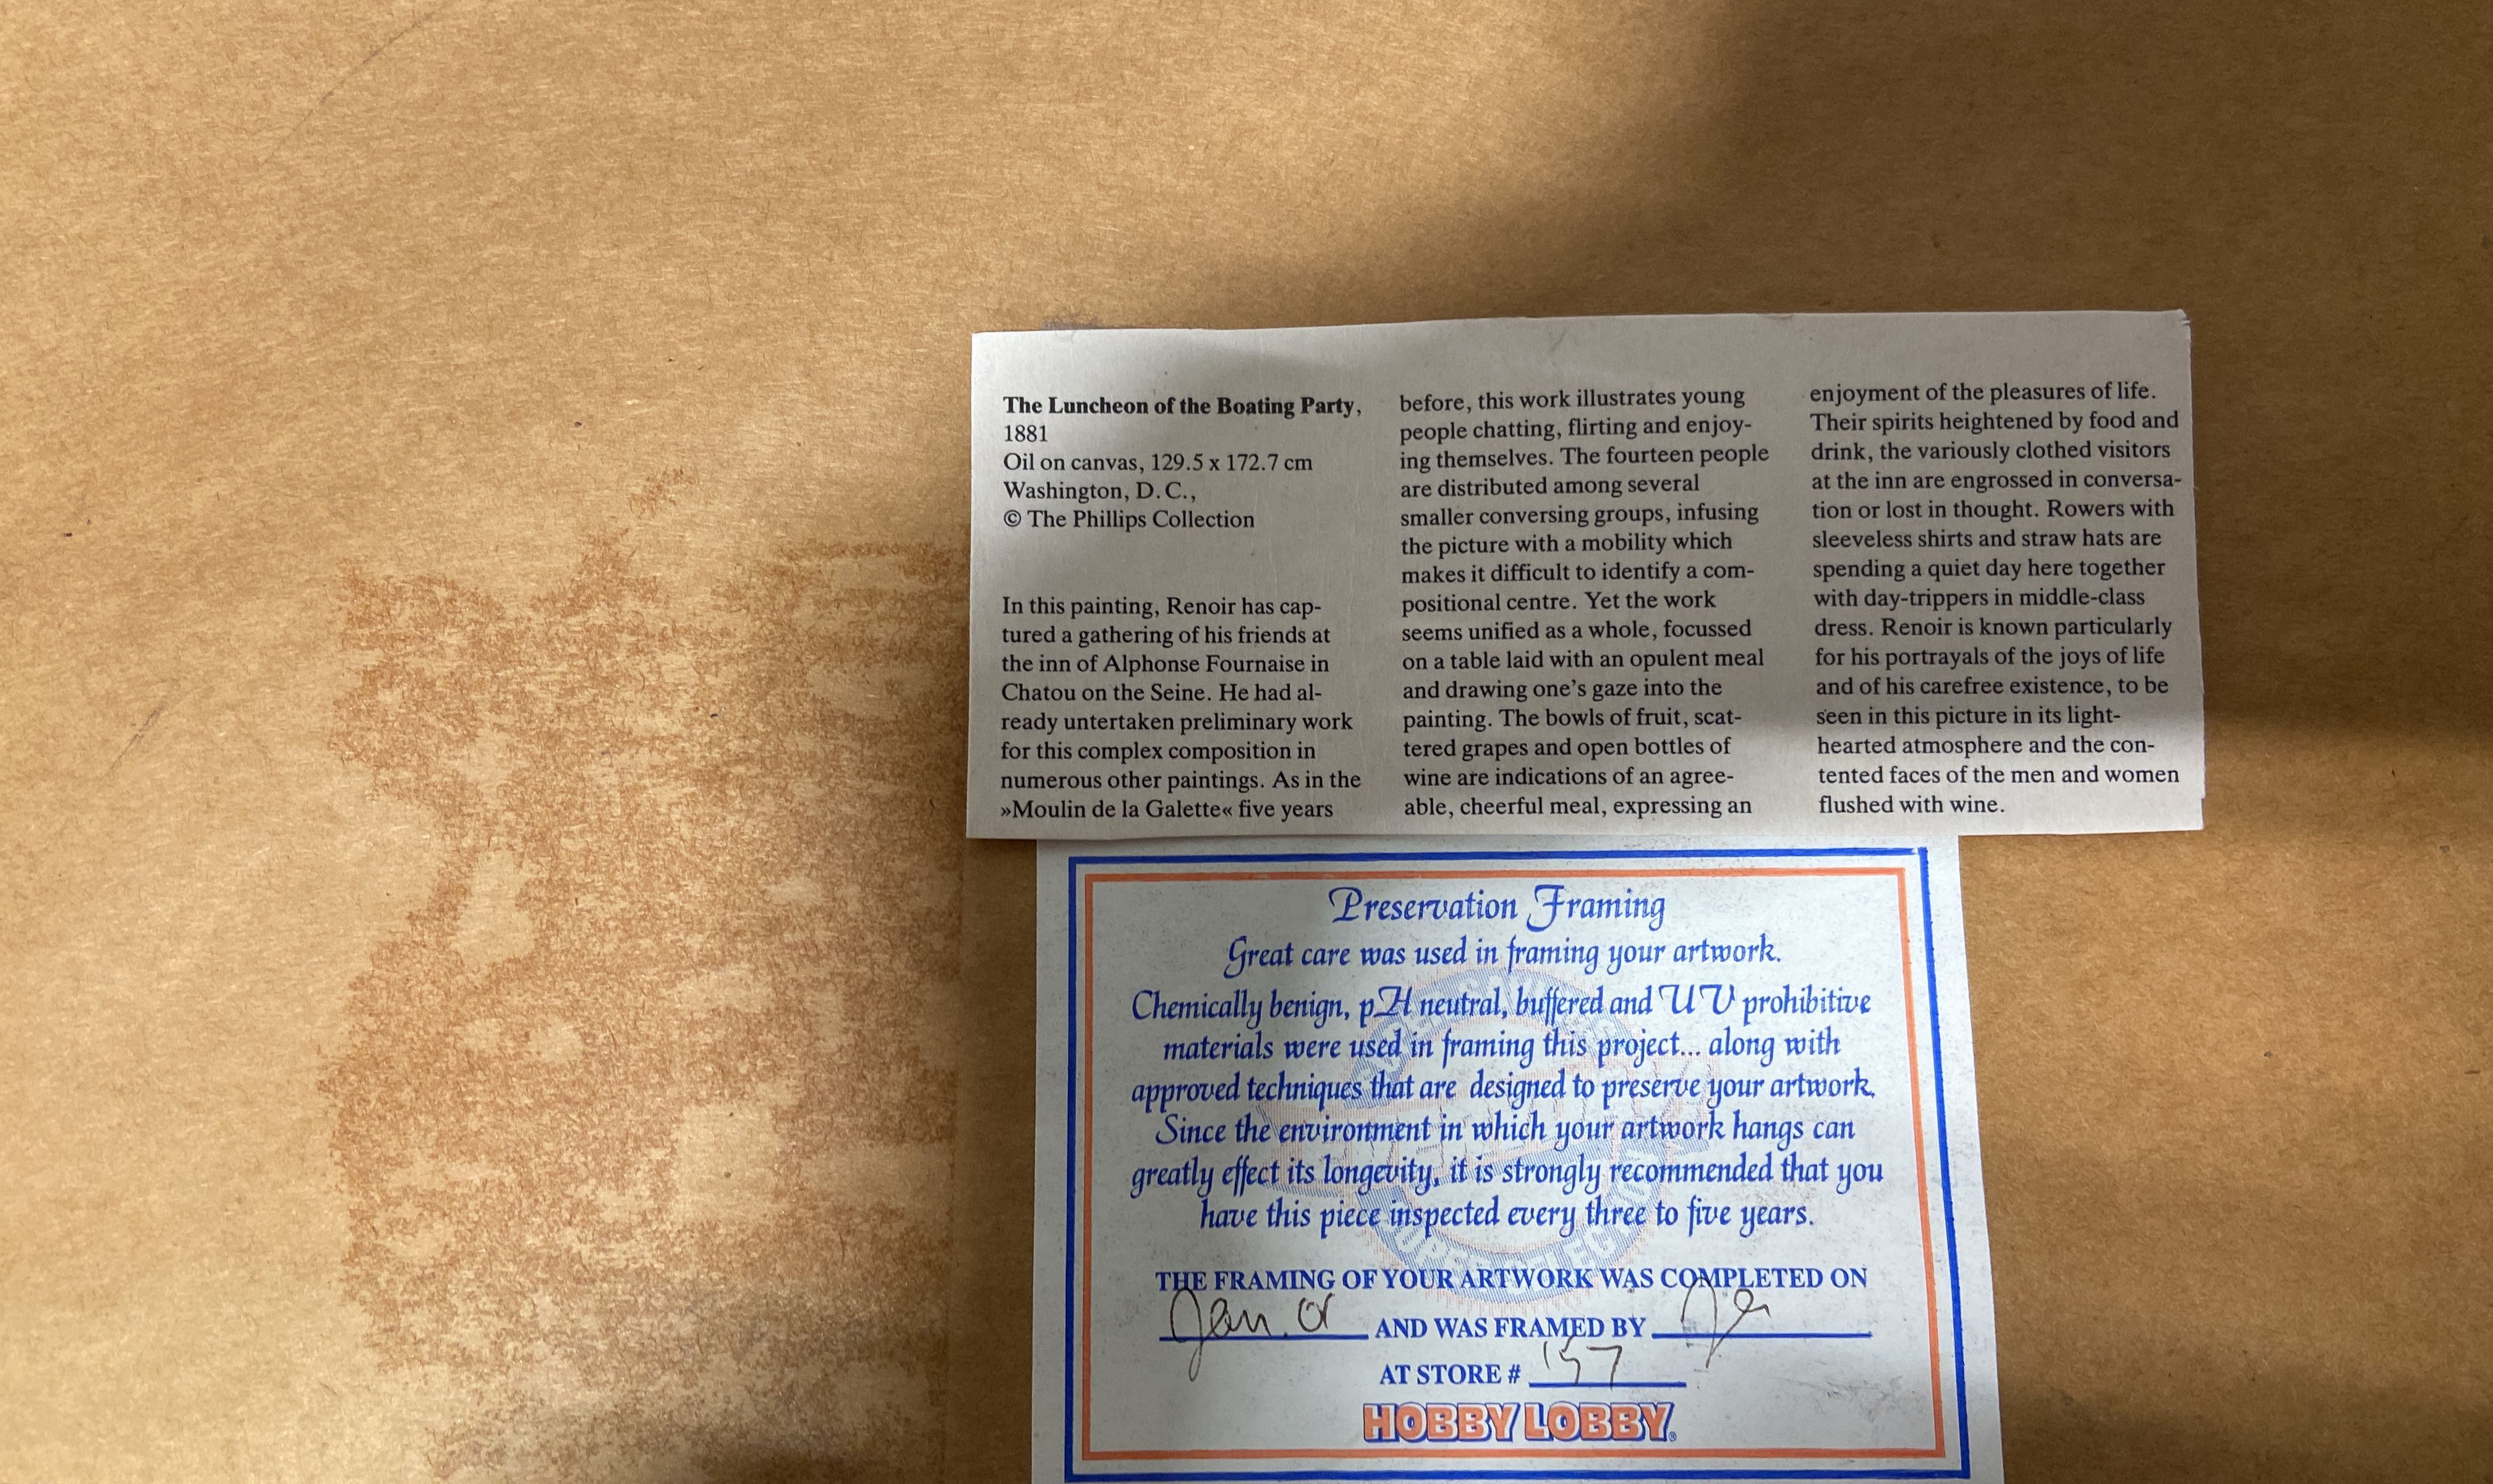 The Luncheon of the Boating Party,
1881
Oil on canvas, 129.5 x 172.7 cm
Washington, D. C.,
© The Phillips Collection
In this painting, Renoir has cap-
tured a gathering of his friends at
the inn of Alphonse Fournaise in
Chatou on the Seine. He had al-
ready untertaken preliminary work
for this complex composition in
numerous other paintings. As in the
»Moulin de la Galette« five years
before, this work illustrates young
people chatting, flirting and enjoy-
ing themselves. The fourteen people
are distributed among several
smaller conversing groups, infusing
the picture with a mobility which
makes it difficult to identify a com-
positional centre. Yet the work
seems unified as a whole, focussed
on a table laid with an opulent meal
and drawing one's gaze into the
painting. The bowls of fruit, scat-
tered grapes and open bottles of
wine are indications of an agree-
able, cheerful meal, expressing an
enjoyment of the pleasures of life.
Their spirits heightened by food and
drink, the variously clothed visitors
at the inn are engrossed in conversa-
tion or lost in thought. Rowers with
sleeveless shirts and straw hats are
spending a quiet day here together
with day-trippers in middle-class
dress. Renoir is known particularly
for his portrayals of the joys of life
and of his carefree existence, to be
seen in this picture in its light-
hearted atmosphere and the con-
tented faces of the men and women
flushed with wine.
Preservation Framing
Great care was used in framing your artwork.
Chemically benign, pH neutral, buffered and UV prohibitive
materials were used in framing this project... along with
approved techniques that are designed to preserve your artwork.
Since the environment in which your artwork hangs can
greatly effect its longevity, it is strongly recommended that you
have this piece inspected every three to five years.
THE FRAMING OF YOUR ARTWORK WAS COMPLETED ON
Jan. 01 AND WAS FRAMED BY
AT STORE # 157
HOBBY LOBBY®